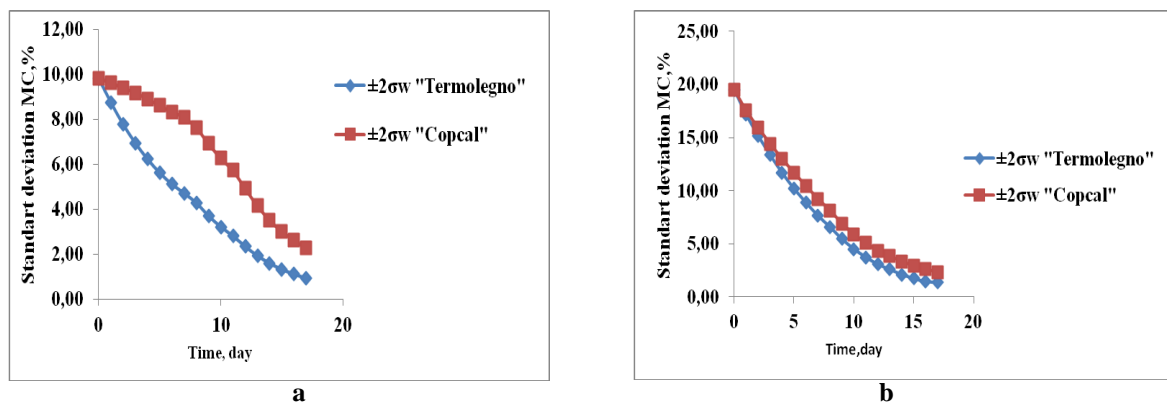 Standart deviation MC,%
12,00
10,00
8,00
6,00
4,00
2,00
0,00
0
10
20
Time, day
±2σw "Termolegno"
±2σw "Copcal"
a
Standart deviation MC,%
25,00
20,00
15,00
10,00
5,00
0,00
0
5
10
15
20
Time,day
±2σw "Termolegno"
±2σw "Copcal"
b